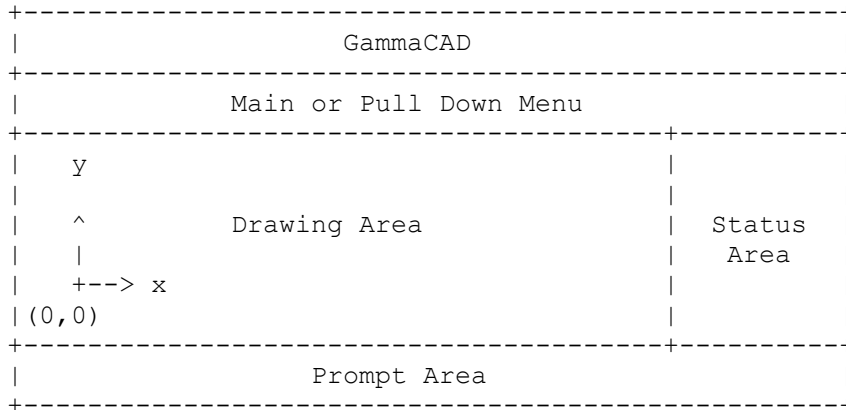 GammaCAD
Main or Pull Down Menu
y
^ Drawing Area Status
| Area
+--> x
(0,0)
Prompt Area